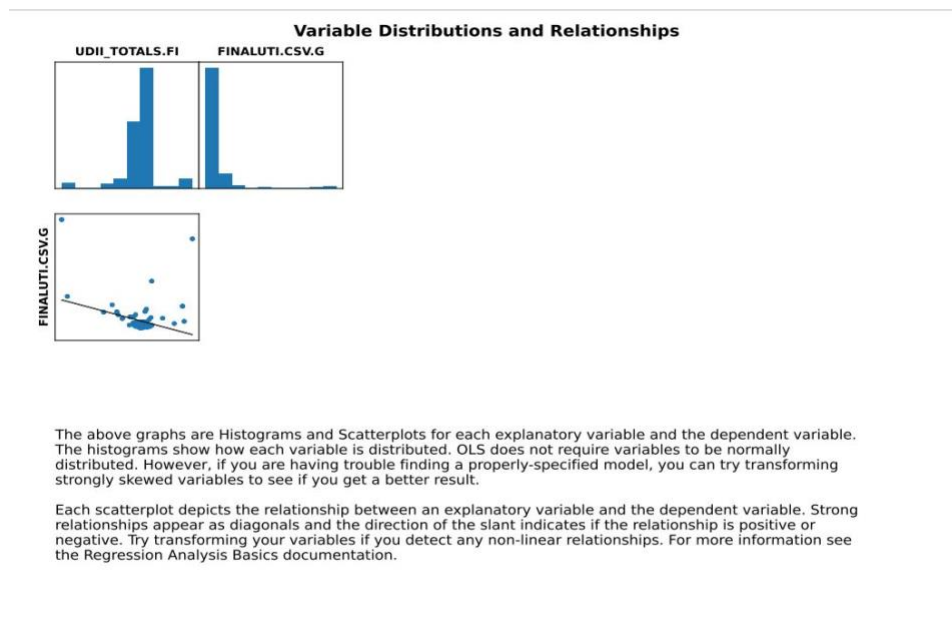 Variable Distributions and Relationships
UDII_TOTALS.FI
FINALUTI.CSV.G
FINALUTI.CSV.G
The above graphs are Histograms and Scatterplots for each explanatory variable and the dependent variable.
The histograms show how each variable is distributed. OLS does not require variables to be normally
distributed. However, if you are having trouble finding a properly-specified model, you can try transforming
strongly skewed variables to see if you get a better result.
Each scatterplot depicts the relationship between an explanatory variable and the dependent variable. Strong
relationships appear as diagonals and the direction of the slant indicates if the relationship is positive or
negative. Try transforming your variables if you detect any non-linear relationships. For more information see
the Regression Analysis Basics documentation.